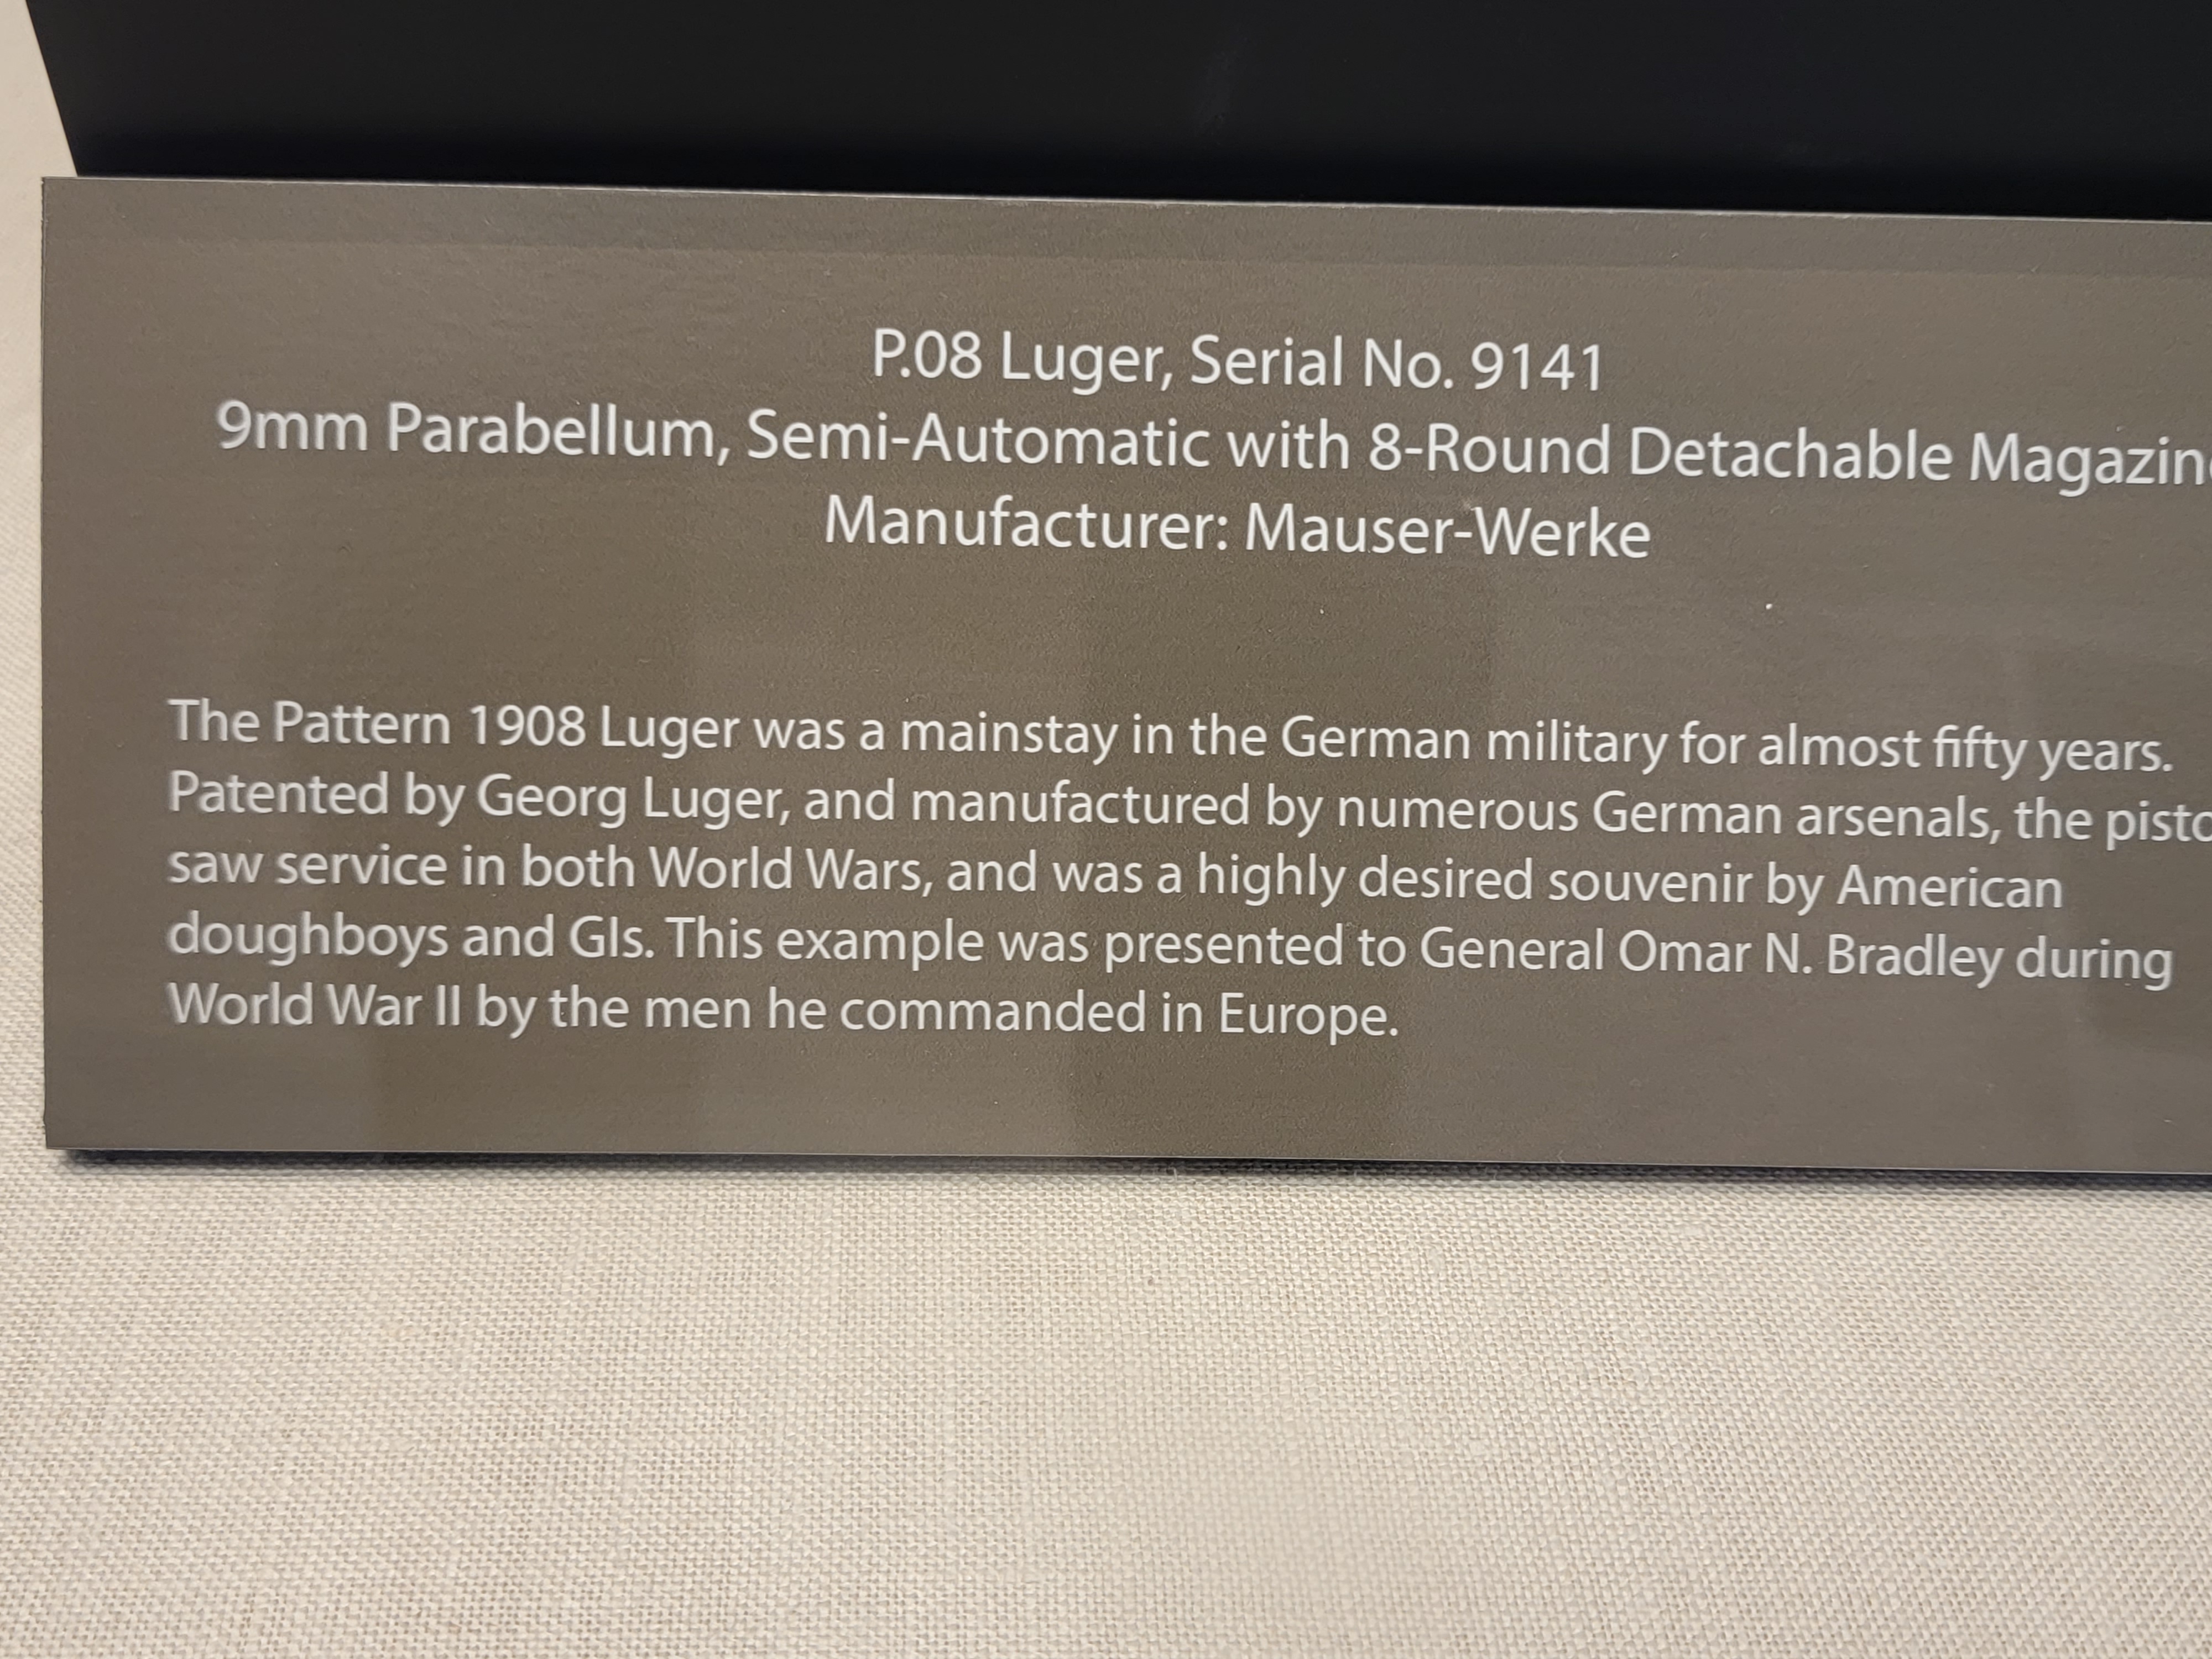 P.08 Luger, Serial No. 9141
9mm Parabellum, Semi-Automatic with 8-Round Detachable Magazine
Manufacturer: Mauser-Werke
The Pattern 1908 Luger was a mainstay in the German military for almost fifty years.
Patented by Georg Luger, and manufactured by numerous German arsenals, the pisto
saw service in both World Wars, and was a highly desired souvenir by American
doughboys and GIs. This example was presented to General Omar N. Bradley during
World War II by the men he commanded in Europe.